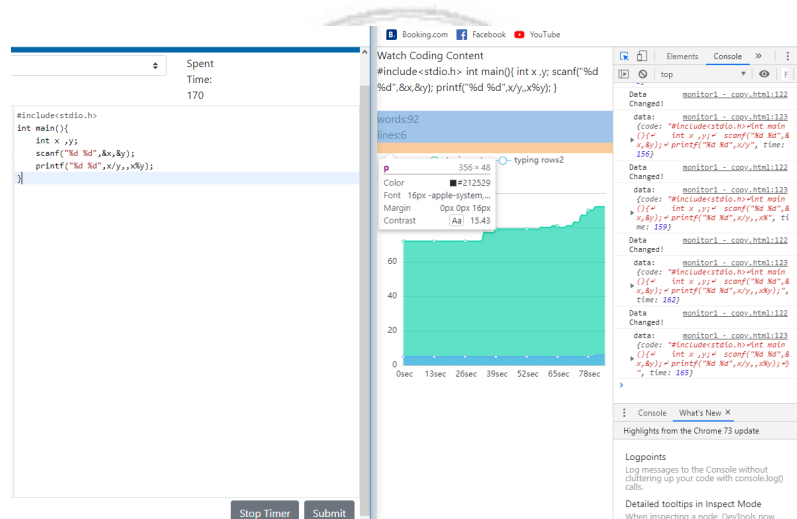 Booking.com Facebook YouTube
Spent
Time:
170
#include<stdio.h>
int main(){
int x ,y;
scanf("%d %d",&x,&y);
printf("%d %d",x/y,,x%y);
}
Stop Timer Submit
Watch Coding Content
#include<stdio.h> int main(){ int x ,y; scanf("%d
%d",&x,&y); printf("%d %d",x/y,,x%y); }
words:92
lines:6
typing rows2
p 356 × 48
Color #212529
Font 16px -apple-system,...
Margin 0px 0px 16px
Contrast Aa 15.43
60
40
20
0
0sec 13sec 26sec 39sec 52sec 65sec 78sec
Elements Console »
top F
Data monitor1 - copy.html:122
Changed!
data: monitor1 - copy.html:123
{code: "#include<stdio.h>↵int main
(){↵ int x ,y;↵ scanf("%d %d",&
x,&y);↵ printf("%d %d",x/y", time:
156}
Data monitor1 - copy.html:122
Changed!
data: monitor1 - copy.html:123
{code: "#include<stdio.h>↵int main
(){↵ int x ,y;↵ scanf("%d %d",&
x,&y);↵ printf("%d %d",x/y,,x%", ti
me: 159}
Data monitor1 - copy.html:122
Changed!
data: monitor1 - copy.html:123
{code: "#include<stdio.h>↵int main
(){↵ int x ,y;↵ scanf("%d %d",&
x,&y);↵ printf("%d %d",x/y,,x%y);",
time: 162}
Data monitor1 - copy.html:122
Changed!
data: monitor1 - copy.html:123
{code: "#include<stdio.h>↵int main
(){↵ int x ,y;↵ scanf("%d %d",&
x,&y);↵ printf("%d %d",x/y,,x%y);↵}
", time: 165}
Console What's New ×
Highlights from the Chrome 73 update
Logpoints
Log messages to the Console without
cluttering up your code with console.log()
calls.
Detailed tooltips in Inspect Mode
When inspecting a node, DevTools now